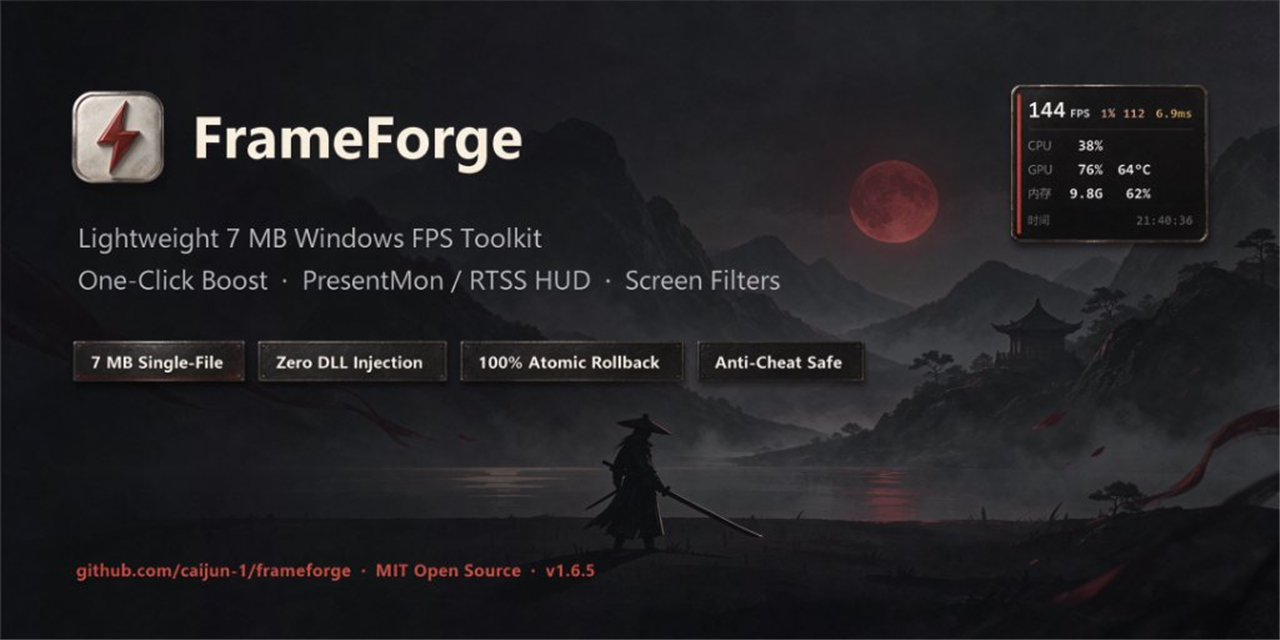 FrameForge
Lightweight 7 MB Windows FPS Toolkit
One-Click Boost · PresentMon / RTSS HUD · Screen Filters
7 MB Single-File
Zero DLL Injection
100% Atomic Rollback
Anti-Cheat Safe
144 FPS 1% 112 6.9ms
CPU 38%
GPU 76% 64°C
内存 9.8G 62%
时间 21:40:36
github.com/caijun-1/frameforge · MIT Open Source · v1.6.5